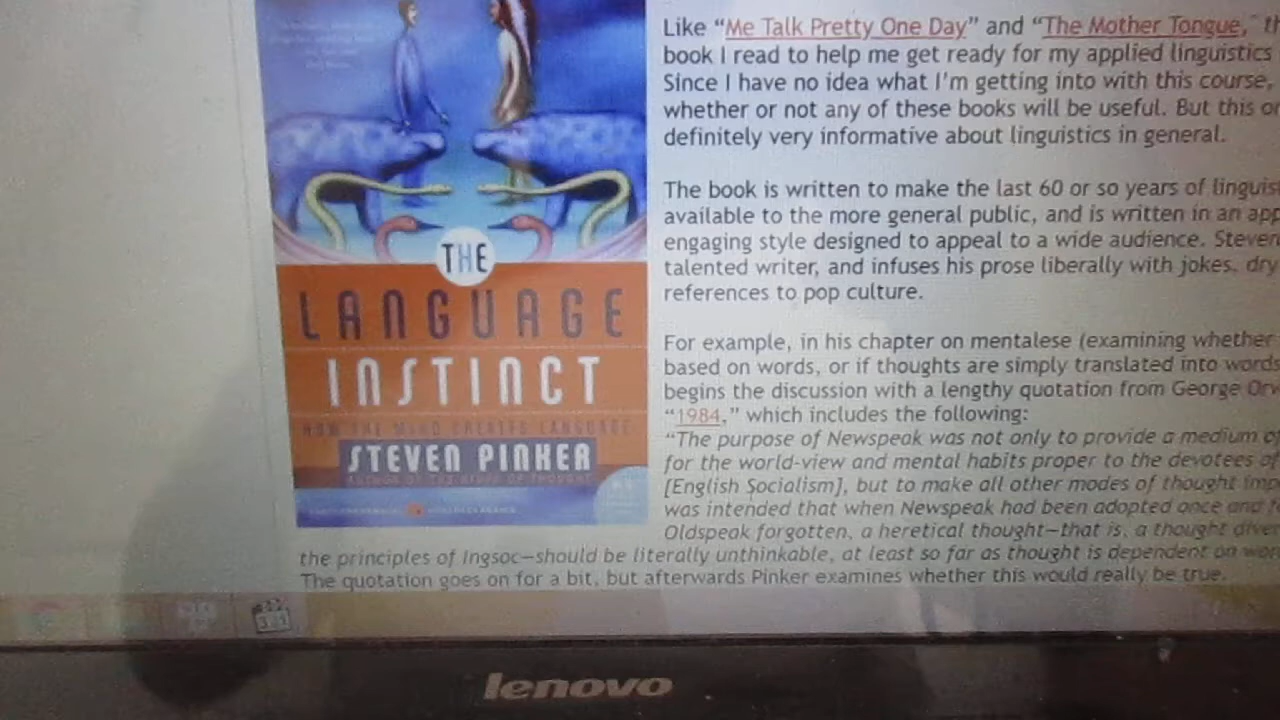 THE
LANGUAGE
INSTINCT
HOW THE MIND CREATES LANGUAGE
STEVEN PINKER
Like “Me Talk Pretty One Day” and “The Mother Tongue,”
book I read to help me get ready for my applied linguistics
Since I have no idea what I’m getting into with this course,
whether or not any of these books will be useful. But this
definitely very informative about linguistics in general.
The book is written to make the last 60 or so years of
available to the more general public, and is written in an
engaging style designed to appeal to a wide audience. Steven
talented writer, and infuses his prose liberally with jokes, dry
references to pop culture.
For example, in his chapter on mentalese (examining whether
based on words, or if thoughts are simply translated into words
begins the discussion with a lengthy quotation from George
“1984,” which includes the following:
“The purpose of Newspeak was not only to provide a medium
for the world-view and mental habits proper to the devotees of
[English Socialism], but to make all other modes of thought
was intended that when Newspeak had been adopted once and
Oldspeak forgotten, a heretical thought—that is, a thought
the principles of Ingsoc—should be literally unthinkable, at least so far as thought is dependent on
The quotation goes on for a bit, but afterwards Pinker examines whether this would really be true.
lenovo